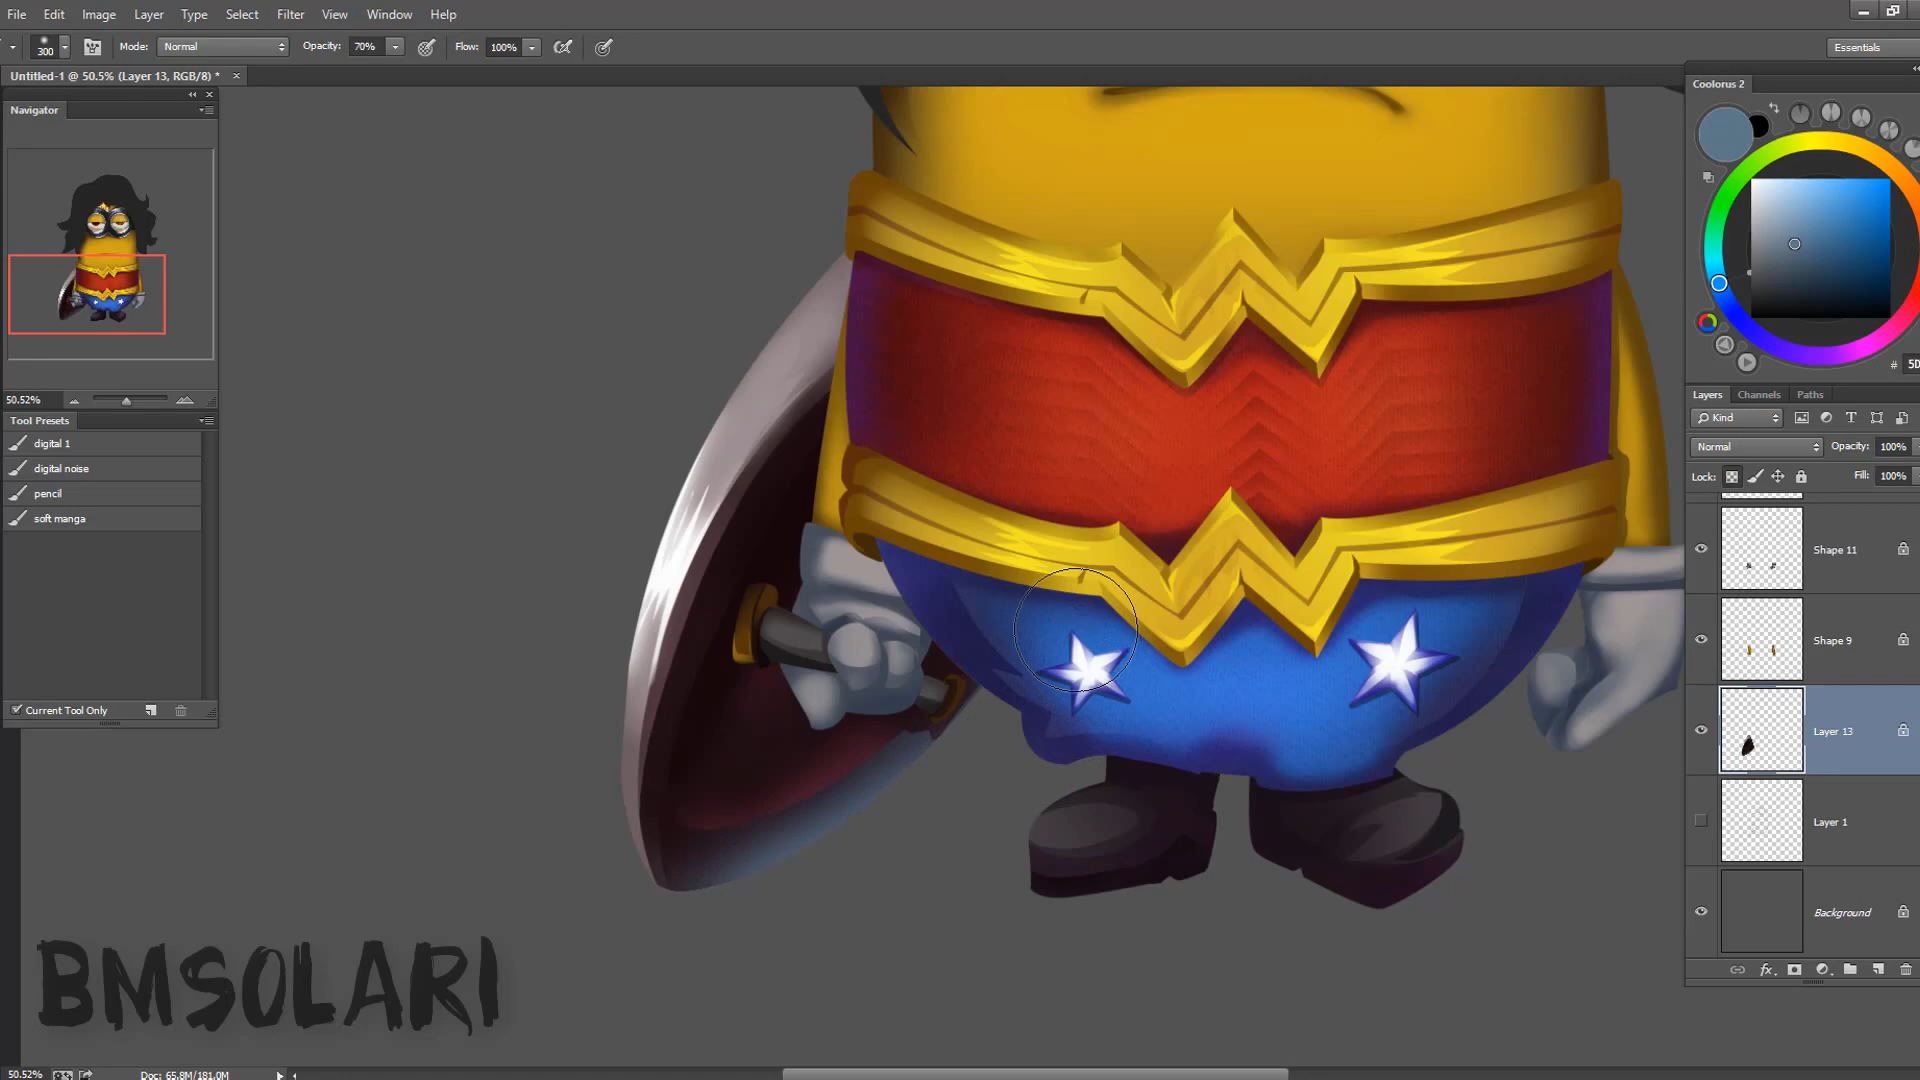 File Edit Image Layer Type Select Filter View Window Help
300 Mode: Normal Opacity: 70% Flow: 100% Essentials
Untitled-1 @ 50.5% (Layer 13, RGB/8) * ×
Navigator
50.52%
Tool Presets
digital 1
digital noise
pencil
soft manga
Current Tool Only
Coolorus 2
# 5D
Layers Channels Paths
Kind
Normal Opacity: 100%
Lock: Fill: 100%
Shape 11
Shape 9
Layer 13
Layer 1
Background
BMSOLARI
50.52% Doc: 65.8M/181.0M